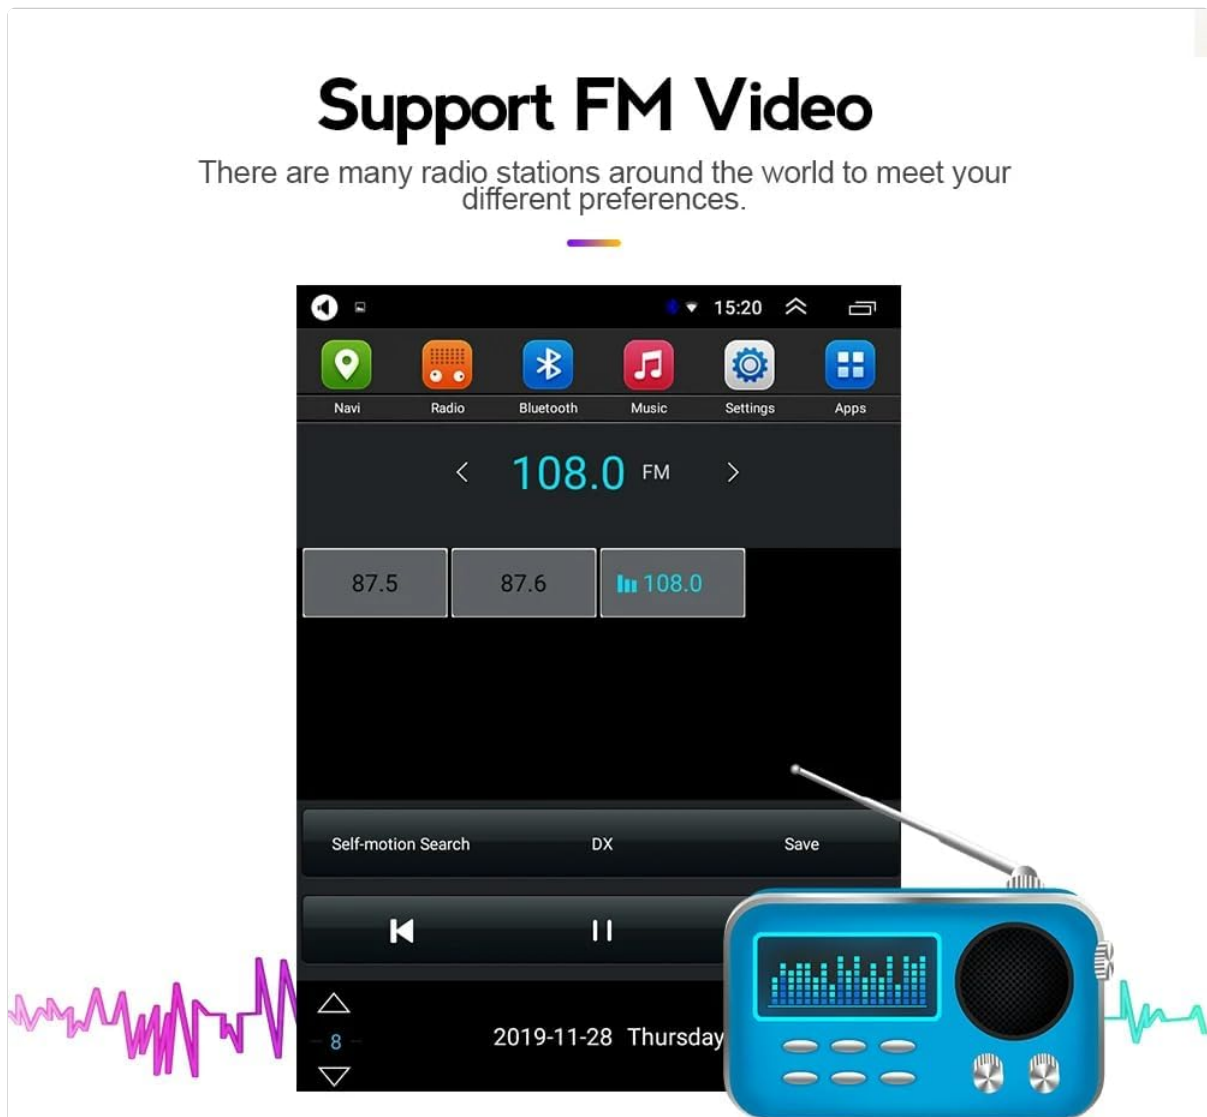 Support FM Video
There are many radio stations around the world to meet your
different preferences.
15:20
Navi Radio Bluetooth Music Settings Apps
108.0 FM
87.5 87.6 108.0
Self-motion Search DX Save
8
2019-11-28 Thursday